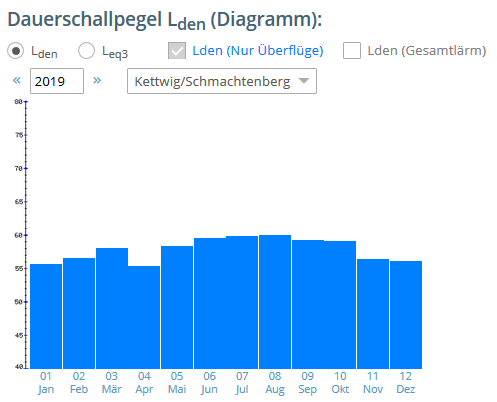 Dauerschallpegel Lden (Diagramm):
Lden Leq3 Lden (Nur Überflüge) Lden (Gesamtlärm)
« 2019 » Kettwig/Schmachtenberg
80
75
70
65
60
55
50
45
40
01 02 03 04 05 06 07 08 09 10 11 12
Jan Feb Mär Apr Mai Jun Jul Aug Sep Okt Nov Dez